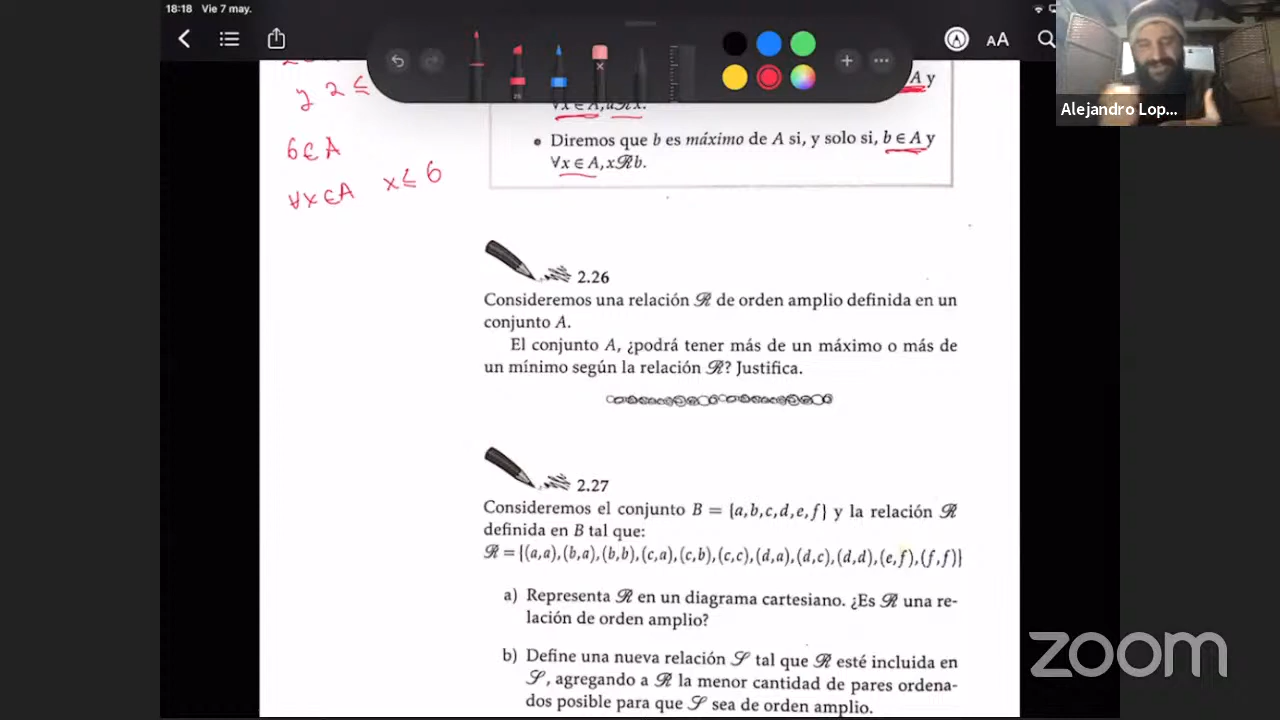 18:18 Vie 7 may.
AA
Alejandro Lop...
y 2 ≤
A y
∀x ∈ A, aℛx.
6 ∈ A
∀x ∈ A x ≤ 6
• Diremos que b es máximo de A si, y solo si, b ∈ A y
∀x ∈ A, xℛb.
2.26
Consideremos una relación ℛ de orden amplio definida en un
conjunto A.
El conjunto A, ¿podrá tener más de un máximo o más de
un mínimo según la relación ℛ? Justifica.
2.27
Consideremos el conjunto B = {a,b,c,d,e,f} y la relación ℛ
definida en B tal que:
ℛ = {(a,a),(b,a),(b,b),(c,a),(c,b),(c,c),(d,a),(d,c),(d,d),(e,f),(f,f)}
a) Representa ℛ en un diagrama cartesiano. ¿Es ℛ una re-
lación de orden amplio?
b) Define una nueva relación 𝒮 tal que ℛ esté incluida en
𝒮, agregando a ℛ la menor cantidad de pares ordena-
dos posible para que 𝒮 sea de orden amplio.
zoom